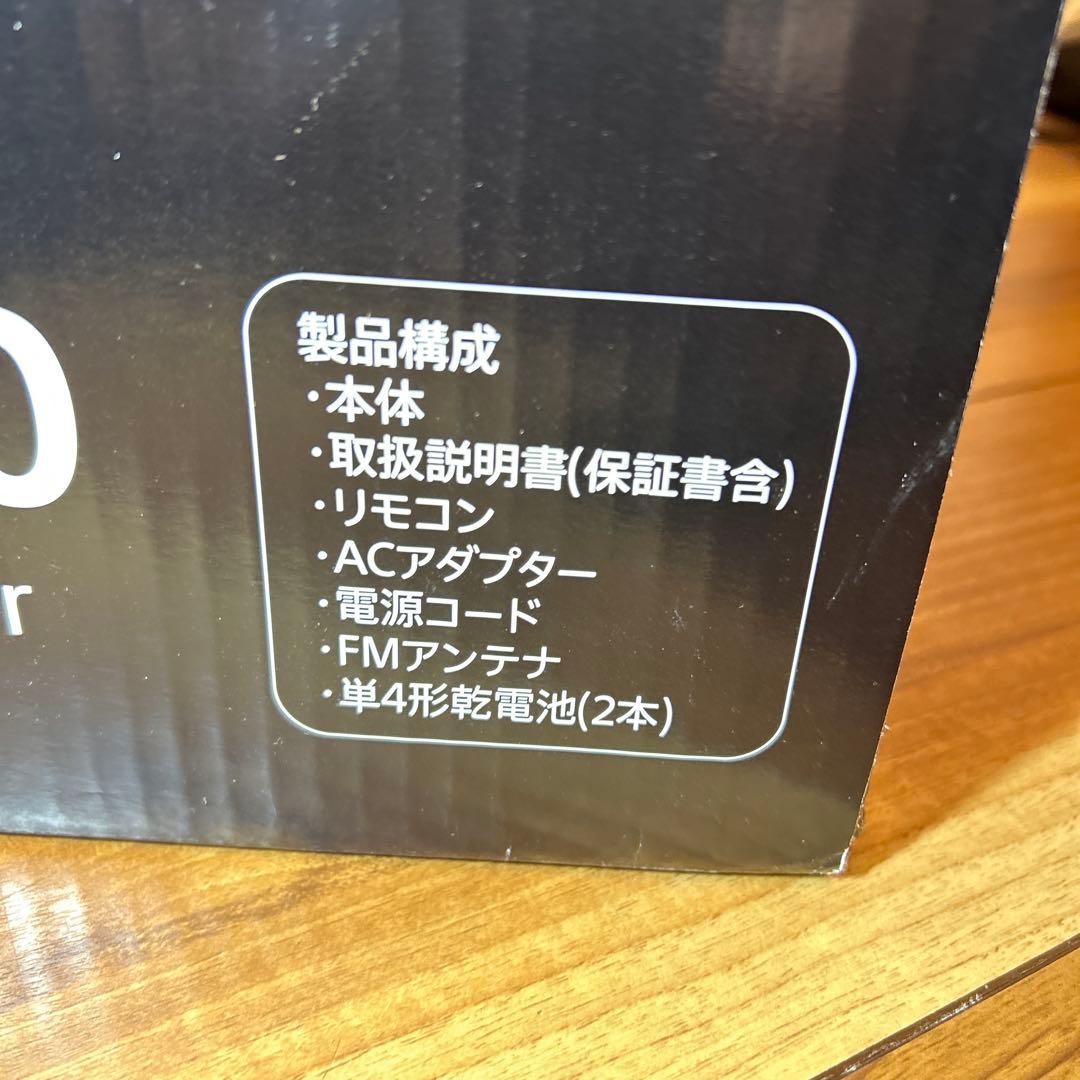 0
r
製品構成
・本体
・取扱説明書(保証書含)
・リモコン
・ACアダプター
・電源コード
・FMアンテナ
・単4形乾電池(2本)